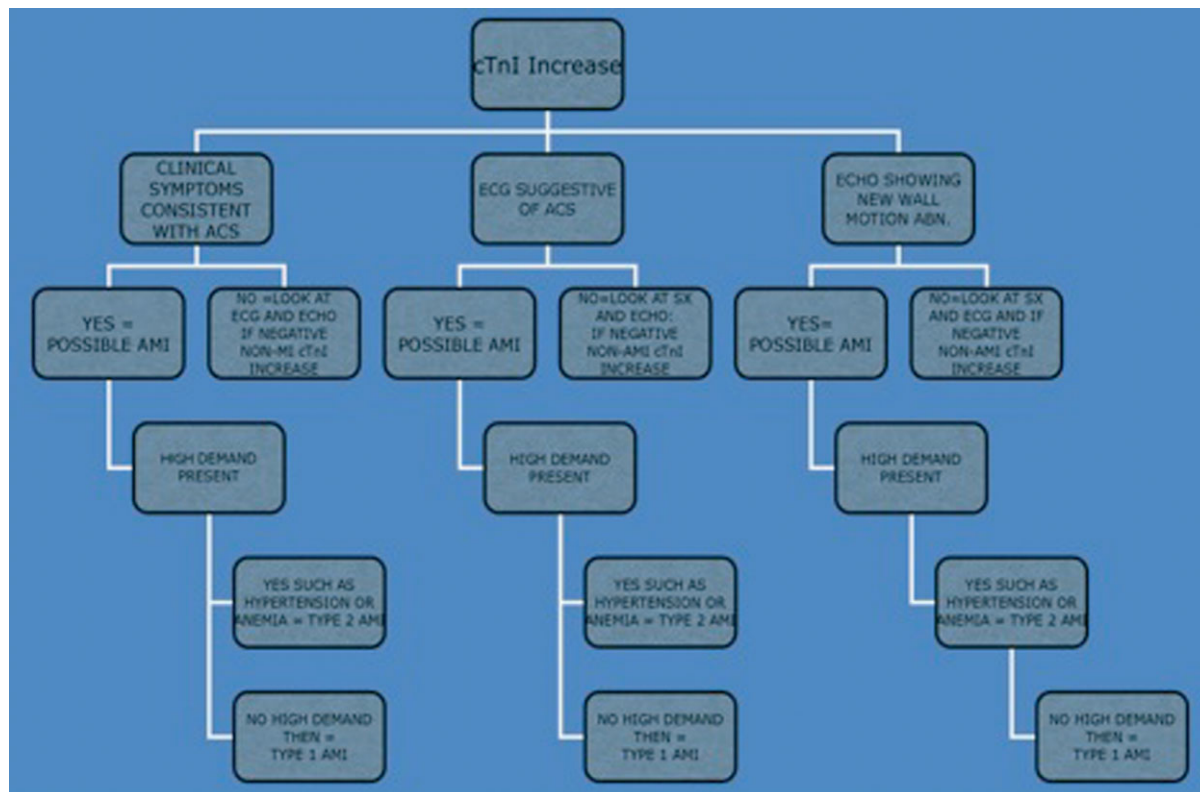 cTnI Increase
CLINICAL
SYMPTOMS
CONSISTENT
WITH ACS
ECG SUGGESTIVE
OF ACS
ECHO SHOWING
NEW WALL
MOTION ABN.
YES =
POSSIBLE AMI
NO =LOOK AT
ECG AND ECHO
IF NEGATIVE
NON-MI cTnI
INCREASE
YES =
POSSIBLE AMI
NO=LOOK AT SX
AND ECHO:
IF NEGATIVE
NON-AMI cTnI
INCREASE
YES=
POSSIBLE AMI
NO=LOOK AT SX
AND ECG AND IF
NEGATIVE
NON-AMI cTnI
INCREASE
HIGH DEMAND
PRESENT
HIGH DEMAND
PRESENT
HIGH DEMAND
PRESENT
YES SUCH AS
HYPERTENSION OR
ANEMIA = TYPE 2 AMI
YES SUCH AS
HYPERTENSION OR
ANEMIA = TYPE 2 AMI
YES SUCH AS
HYPERTENSION OR
ANEMIA = TYPE 2 AMI
NO HIGH DEMAND
THEN =
TYPE 1 AMI
NO HIGH DEMAND
THEN =
TYPE 1 AMI
NO HIGH DEMAND
THEN =
TYPE 1 AMI